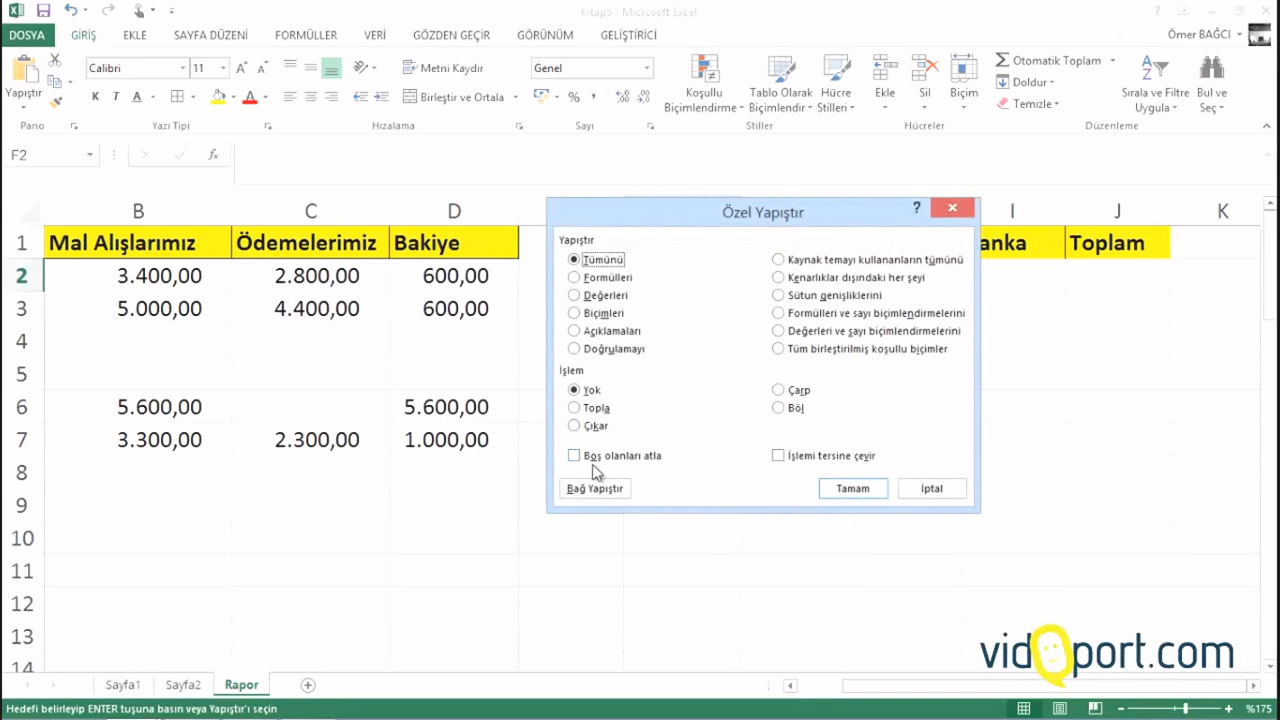 Kitap5 - Microsoft Excel
DOSYA GİRİŞ EKLE SAYFA DÜZENİ FORMÜLLER VERİ GÖZDEN GEÇİR GÖRÜNÜM GELİŞTİRİCİ Ömer BAĞCI
Yapıştır
Calibri 11
K T A
Metni Kaydır
Birleştir ve Ortala
Genel
Koşullu Biçimlendirme
Tablo Olarak Biçimlendir
Hücre Stilleri
Ekle
Sil
Biçim
Otomatik Toplam
Doldur
Temizle
Sırala ve Filtre Uygula
Bul ve Seç
Pano Yazı Tipi Hizalama Sayı Stiller Hücreler Düzenleme
F2 fx
B C D I J K
1 Mal Alışlarımız Ödemelerimiz Bakiye anka Toplam
2 3.400,00 2.800,00 600,00
3 5.000,00 4.400,00 600,00
4
5
6 5.600,00 5.600,00
7 3.300,00 2.300,00 1.000,00
8
9
10
11
12
13
14
Özel Yapıştır ?
Yapıştır
Tümünü Kaynak temayı kullananların tümünü
Formülleri Kenarlıklar dışındaki her şeyi
Değerleri Sütun genişliklerini
Biçimleri Formülleri ve sayı biçimlendirmelerini
Açıklamaları Değerleri ve sayı biçimlendirmelerini
Doğrulamayı Tüm birleştirilmiş koşullu biçimler
İşlem
Yok Çarp
Topla Böl
Çıkar
Boş olanları atla İşlemi tersine çevir
Bağ Yapıştır Tamam İptal
vidoport.com
Sayfa1 Sayfa2 Rapor
Hedefi belirleyip ENTER tuşuna basın veya Yapıştır'ı seçin %175